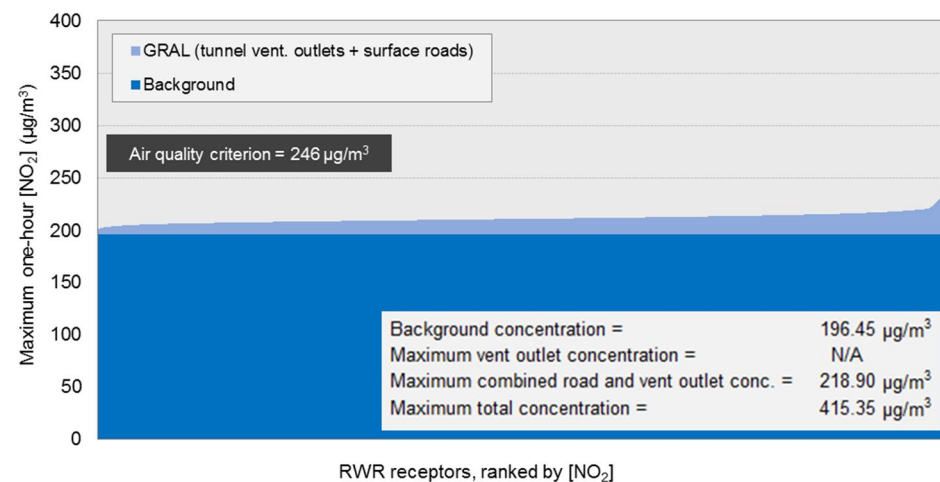 400
GRAL (tunnel vent. outlets + surface roads)
350
Background
300
Air quality criterion = 246 µg/m³
250
200
150
100
50
0
Maximum one-hour [NO₂] (µg/m³)
Background concentration = 196.45 µg/m³
Maximum vent outlet concentration = N/A
Maximum combined road and vent outlet conc. = 218.90 µg/m³
Maximum total concentration = 415.35 µg/m³
RWR receptors, ranked by [NO₂]